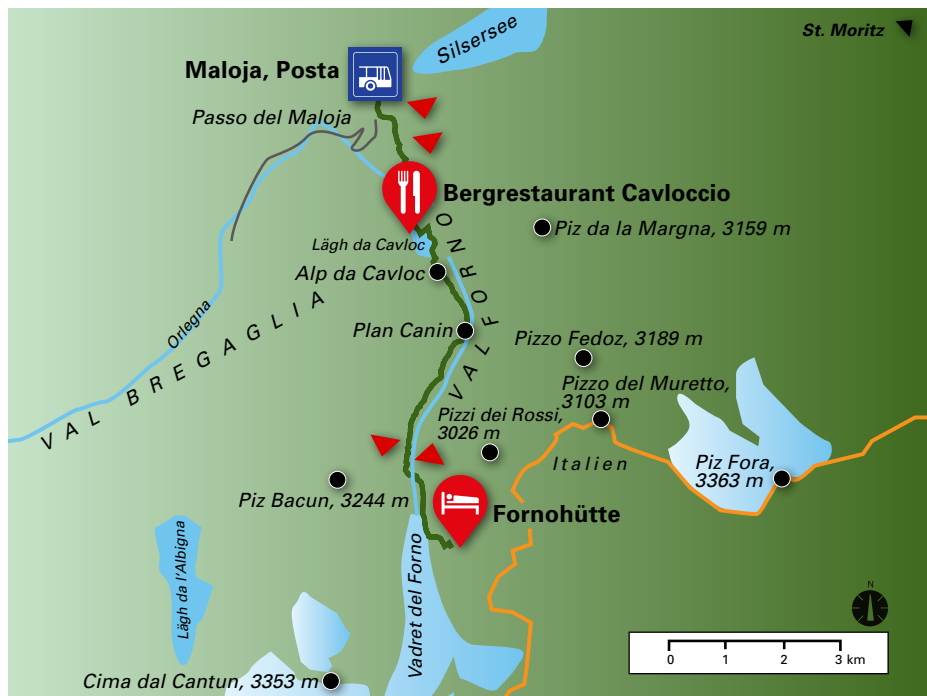 St. Moritz
Silsersee
Maloja, Posta
Passo del Maloja
Bergrestaurant Cavloccio
Piz da la Margna, 3159 m
Lägh da Cavloc
Alp da Cavloc
VAL FORNO
Orlegna
VAL BREGAGLIA
Plan Canin
Pizzo Fedoz, 3189 m
Pizzo del Muretto,
3103 m
Pizzi dei Rossi,
3026 m
Italien
Piz Fora,
3363 m
Piz Bacun, 3244 m
Fornohütte
Lägh da l'Albigna
Vadret del Forno
N
0 1 2 3 km
Cima dal Cantun, 3353 m